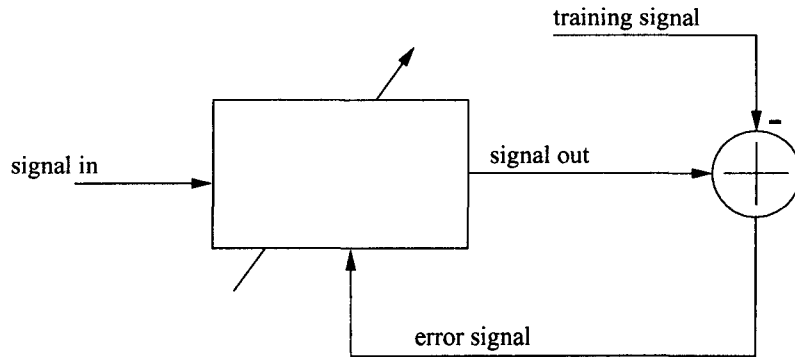 training signal
-
signal in
signal out
error signal